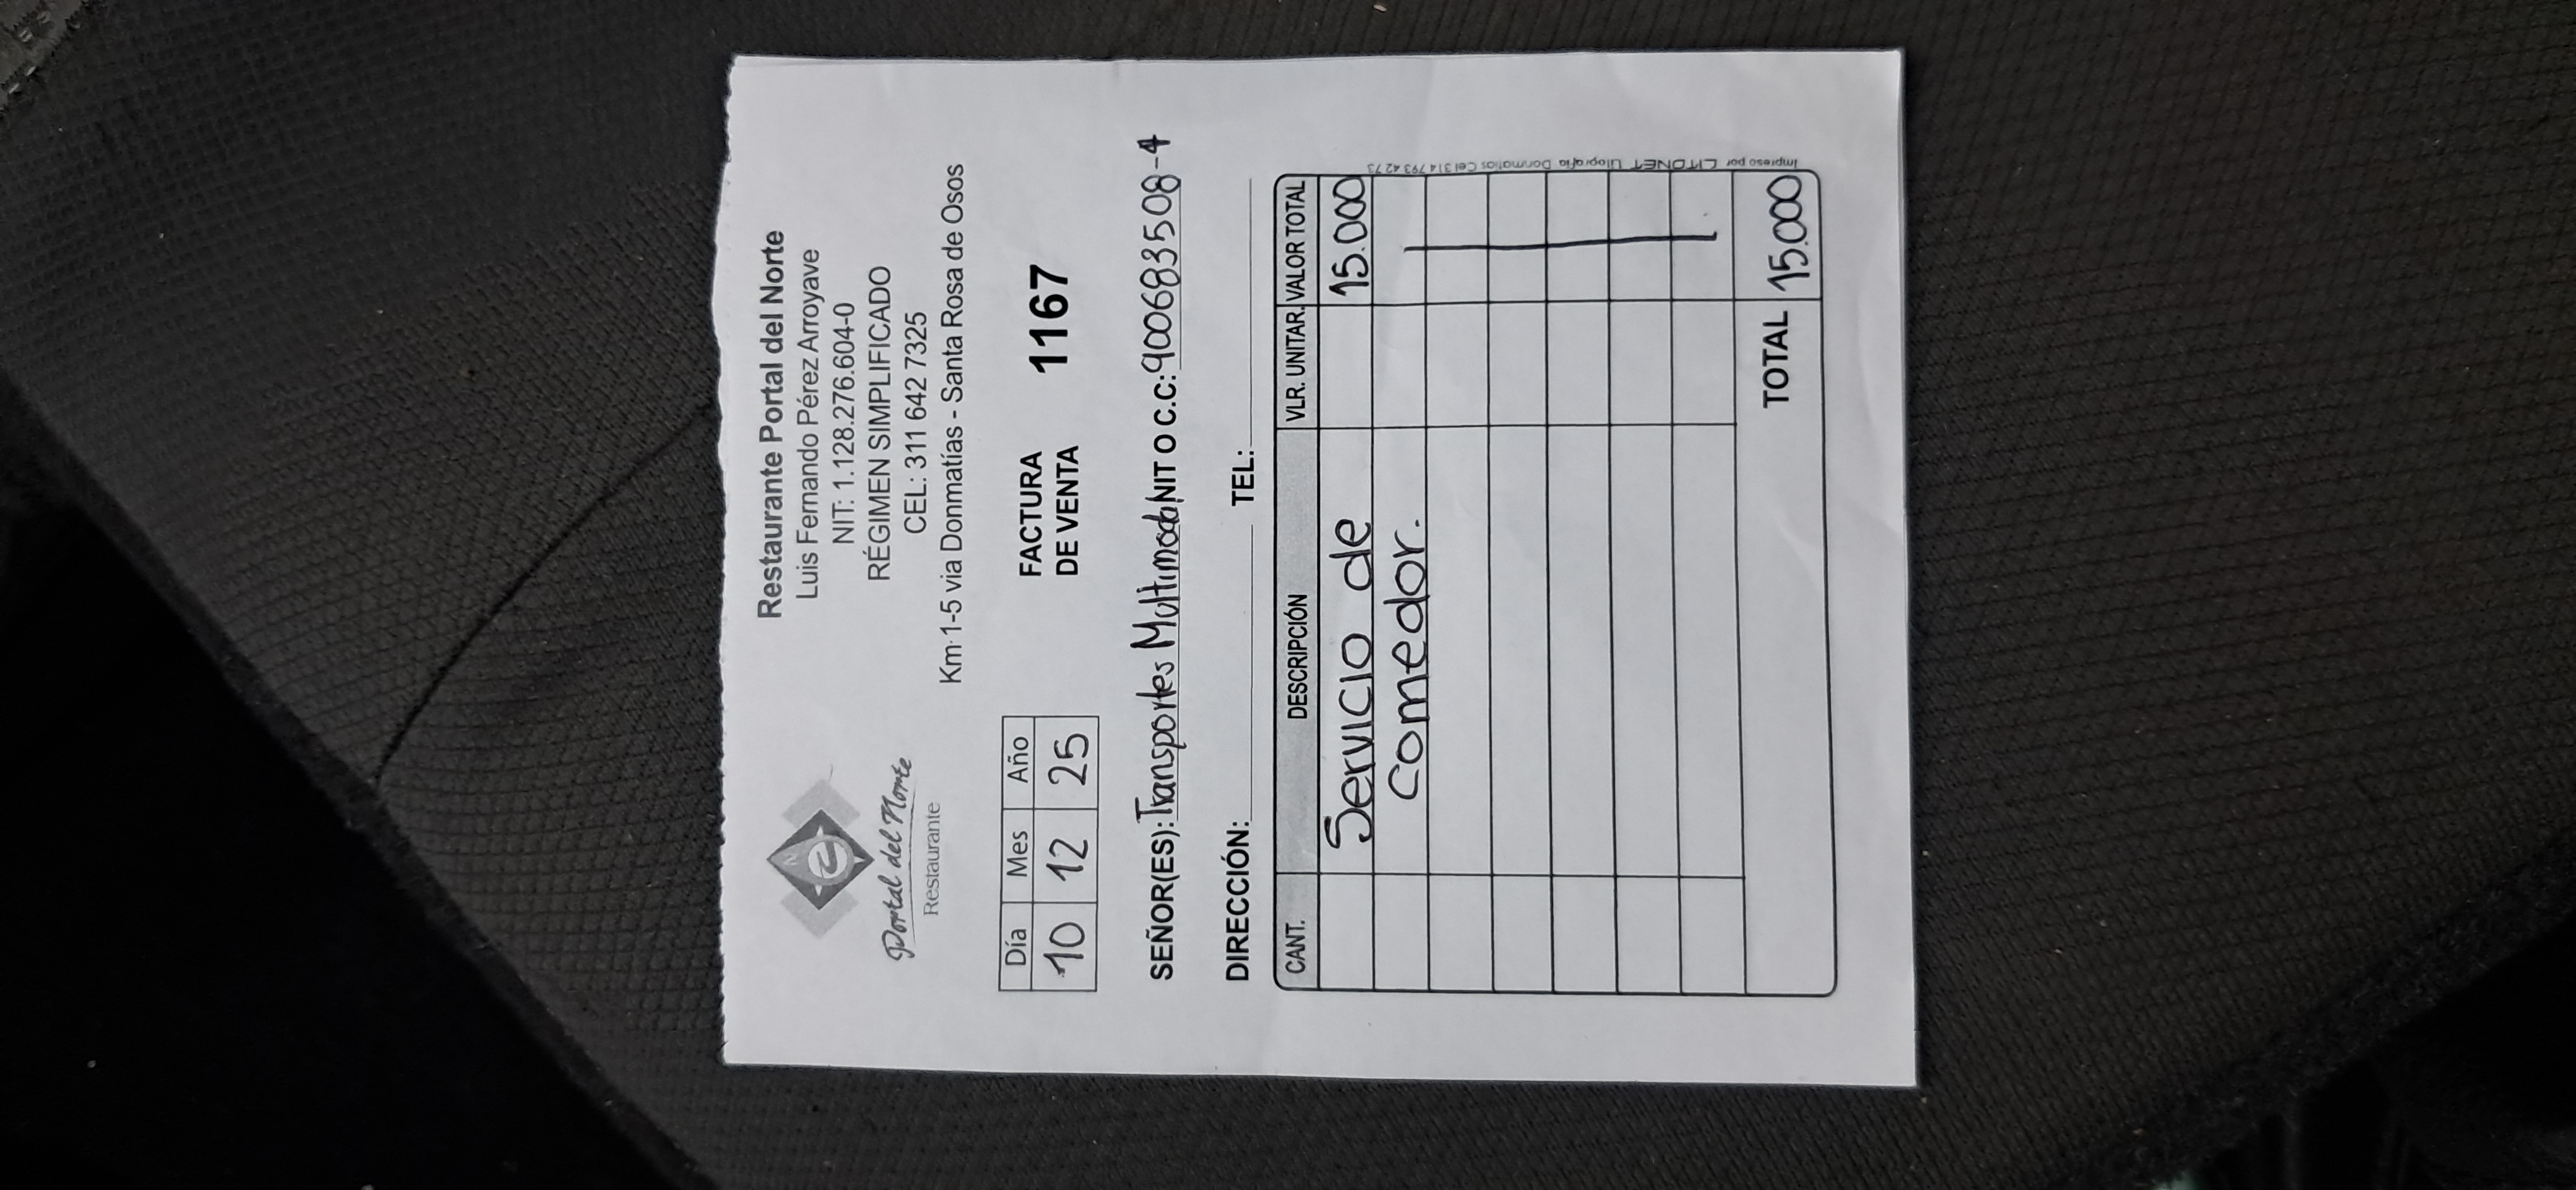 Portal del Norte
Restaurante
Restaurante Portal del Norte
Luis Fernando Pérez Arroyave
NIT: 1.128.276.604-0
RÉGIMEN SIMPLIFICADO
CEL: 311 642 7325
Km 1-5 via Donmatías - Santa Rosa de Osos
Día Mes Año
10 12 25
FACTURA
DE VENTA 1167
SEÑOR(ES): Transportes Multimodal NIT O C.C: 900683508-4
DIRECCIÓN: TEL:
CANT. DESCRIPCIÓN VLR. UNITAR. VALOR TOTAL
Servicio de 15.000
comedor.
TOTAL 15.000
Impreso por LITONET Litografía Donmatías Cel 314 793 42 73